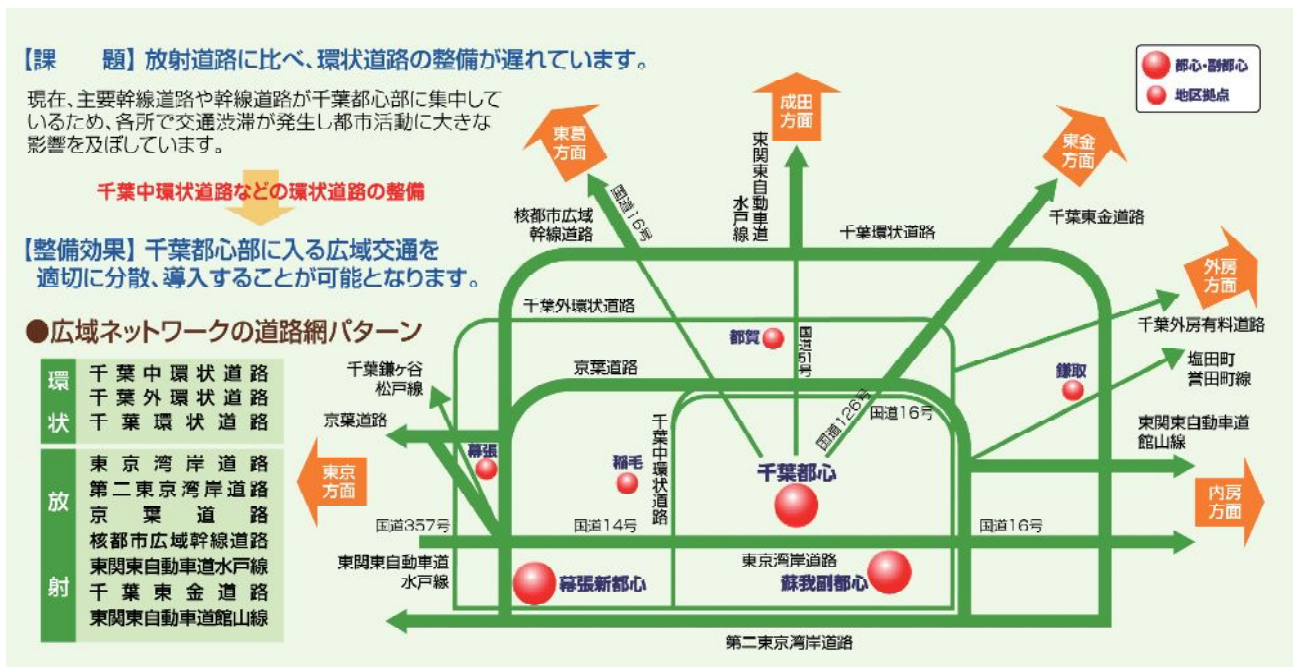 【課　題】放射道路に比べ、環状道路の整備が遅れています。
現在、主要幹線道路や幹線道路が千葉都心部に集中して
いるため、各所で交通渋滞が発生し都市活動に大きな
影響を及ぼしています。
千葉中環状道路などの環状道路の整備
【整備効果】千葉都心部に入る広域交通を
適切に分散、導入することが可能となります。
●広域ネットワークの道路網パターン
環状
千葉中環状道路
千葉外環状道路
千葉環状道路
放射
東京湾岸道路
第二東京湾岸道路
京葉道路
核都市広域幹線道路
東関東自動車道水戸線
千葉東金道路
東関東自動車道館山線
都心・副都心
地区拠点
東葛
方面
成田
方面
東金
方面
外房
方面
内房
方面
東京
方面
国道16号
核都市広域
幹線道路
東関東自動車道
水戸線
千葉環状道路
千葉東金道路
千葉外環状道路
都賀
国道51号
千葉外房有料道路
塩田町
誉田町線
鎌取
千葉鎌ヶ谷
松戸線
京葉道路
京葉道路
国道126号
国道16号
東関東自動車道
館山線
幕張
稲毛
千葉中環状道路
千葉都心
国道357号
国道14号
国道16号
東関東自動車道
水戸線
東京湾岸道路
幕張新都心
蘇我副都心
第二東京湾岸道路